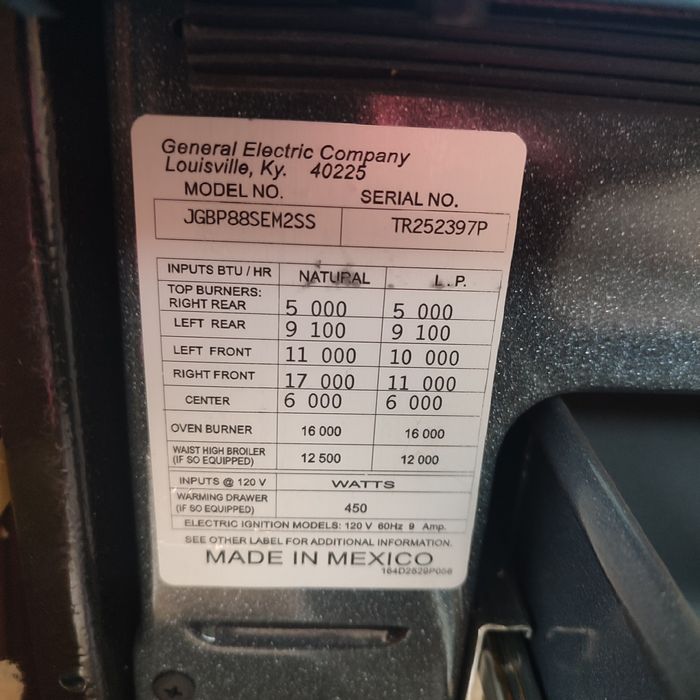 General Electric Company
Louisville, Ky. 40225
MODEL NO. SERIAL NO.
JGBP88SEM2SS TR252397P
INPUTS BTU / HR NATURAL L.P.
TOP BURNERS:
RIGHT REAR 5 000 5 000
LEFT REAR 9 100 9 100
LEFT FRONT 11 000 10 000
RIGHT FRONT 17 000 11 000
CENTER 6 000 6 000
OVEN BURNER 16 000 16 000
WAIST HIGH BROILER
(IF SO EQUIPPED) 12 500 12 000
INPUTS @ 120 V WATTS
WARMING DRAWER
(IF SO EQUIPPED) 450
ELECTRIC IGNITION MODELS: 120 V 60Hz 9 Amp.
SEE OTHER LABEL FOR ADDITIONAL INFORMATION.
MADE IN MEXICO